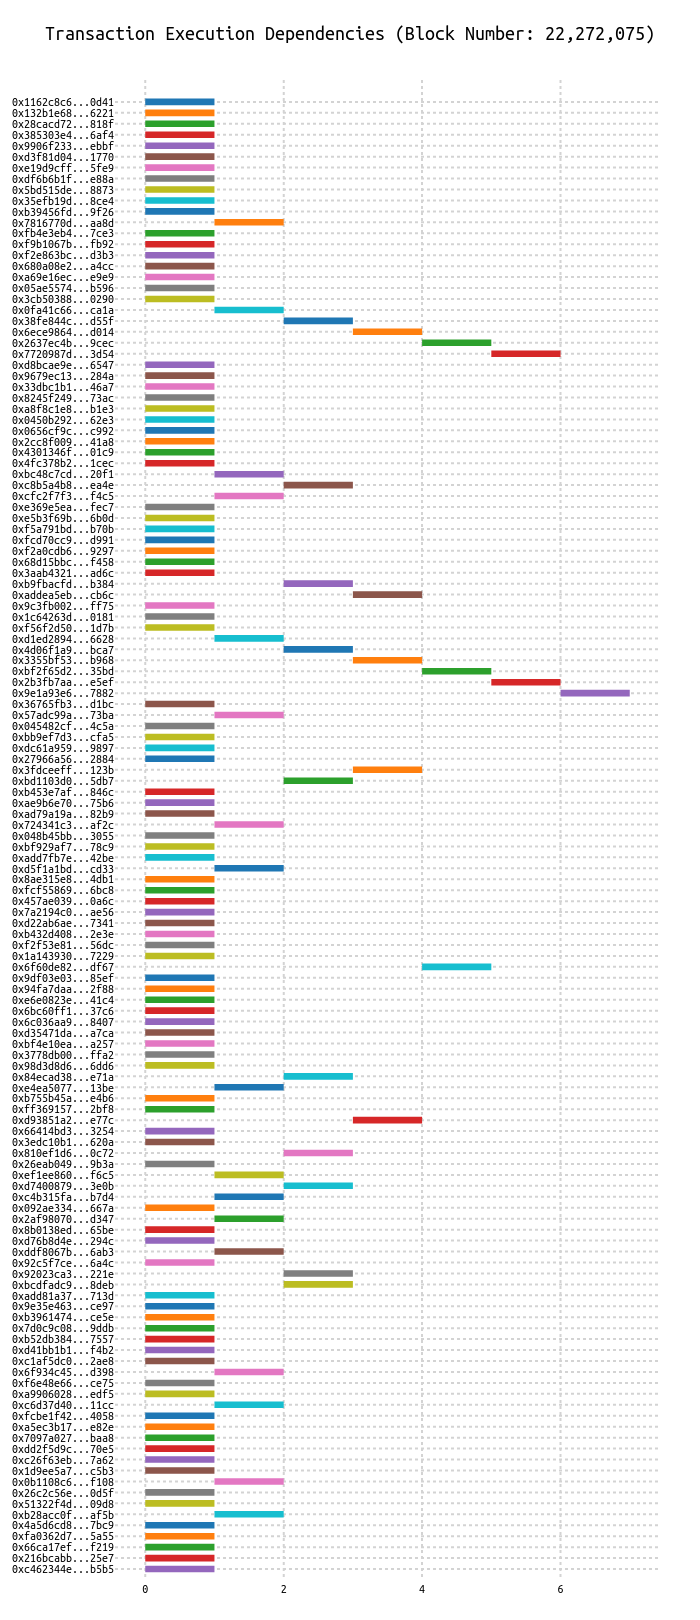 Transaction Execution Dependencies (Block Number: 22,272,075)
0x1162c8c6...0d41
0x132b1e68...6221
0x28cacd72...818f
0x385303e4...6af4
0x9906f233...ebbf
0xd3f81d04...1770
0xe19d9cff...5fe9
0xdf6b6b1f...e88a
0x5bd515de...8873
0x35efb19d...8ce4
0xb39456fd...9f26
0x7816770d...aa8d
0xfb4e3eb4...7ce3
0xf9b1067b...fb92
0xf2e863bc...d3b3
0x680a08e2...a4cc
0xa69e16ec...e9e9
0x05ae5574...b596
0x3cb50388...0290
0x0fa41c66...ca1a
0x38fe844c...d55f
0x6ece9864...d014
0x2637ec4b...9cec
0x7720987d...3d54
0xd8bcae9e...6547
0x9679ec13...284a
0x33dbc1b1...46a7
0x8245f249...73ac
0xa8f8c1e8...b1e3
0x0450b292...62e3
0x0656cf9c...c992
0x2cc8f009...41a8
0x4301346f...01c9
0x4fc378b2...1cec
0xbc48c7cd...20f1
0xc8b5a4b8...ea4e
0xcfc2f7f3...f4c5
0xe369e5ea...fec7
0xe5b3f69b...6b0d
0xf5a791bd...b70b
0xfcd70cc9...d991
0xf2a0cdb6...9297
0x68d15bbc...f458
0x3aab4321...ad6c
0xb9fbacfd...b384
0xaddea5eb...cb6c
0x9c3fb002...ff75
0x1c64263d...0181
0xf56f2d50...1d7b
0xd1ed2894...6628
0x4d06f1a9...bca7
0x3355bf53...b968
0xbf2f65d2...35bd
0x2b3fb7aa...e5ef
0x9e1a93e6...7882
0x36765fb3...d1bc
0x57adc99a...73ba
0x045482cf...4c5a
0xbb9ef7d3...cfa5
0xdc61a959...9897
0x27966a56...2884
0x3fdceeff...123b
0xbd1103d0...5db7
0xb453e7af...846c
0xae9b6e70...75b6
0xad79a19a...82b9
0x724341c3...af2c
0x048b45bb...3055
0xbf929af7...78c9
0xadd7fb7e...42be
0xd5f1a1bd...cd33
0x8ae315e8...4db1
0xfcf55869...6bc8
0x457ae039...0a6c
0x7a2194c0...ae56
0xd22ab6ae...7341
0xb432d408...2e3e
0xf2f53e81...56dc
0x1a143930...7229
0x6f60de82...df67
0x9df03e03...85ef
0x94fa7daa...2f88
0xe6e0823e...41c4
0x6bc60ff1...37c6
0x6c036aa9...8407
0xd35471da...a7ca
0xbf4e10ea...a257
0x3778db00...ffa2
0x98d3d8d6...6dd6
0x84ecad38...e71a
0xe4ea5077...13be
0xb755b45a...e4b6
0xff369157...2bf8
0xd93851a2...e77c
0x66414bd3...3254
0x3edc10b1...620a
0x810ef1d6...0c72
0x26eab049...9b3a
0xef1ee860...f6c5
0xd7400879...3e0b
0xc4b315fa...b7d4
0x092ae334...667a
0x2af98070...d347
0x8b0138ed...65be
0xd76b8d4e...294c
0xddf8067b...6ab3
0x92c5f7ce...6a4c
0x92023ca3...221e
0xbcdfadc9...8deb
0xadd81a37...713d
0x9e35e463...ce97
0xb3961474...ce5e
0x7d0c9c08...9ddb
0xb52db384...7557
0xd41bb1b1...f4b2
0xc1af5dc0...2ae8
0x6f934c45...d398
0xf6e48e66...ce75
0xa9906028...edf5
0xc6d37d40...11cc
0xfcbe1f42...4058
0xa5ec3b17...e82e
0x7097a027...baa8
0xdd2f5d9c...70e5
0xc26f63eb...7a62
0x1d9ee5a7...c5b3
0x0b1108c6...f108
0x26c2c56e...0d5f
0x51322f4d...09d8
0xb28acc0f...af5b
0x4a5d6cd8...7bc9
0xfa0362d7...5a55
0x66ca17ef...f219
0x216bcabb...25e7
0xc462344e...b5b5
0 2 4 6